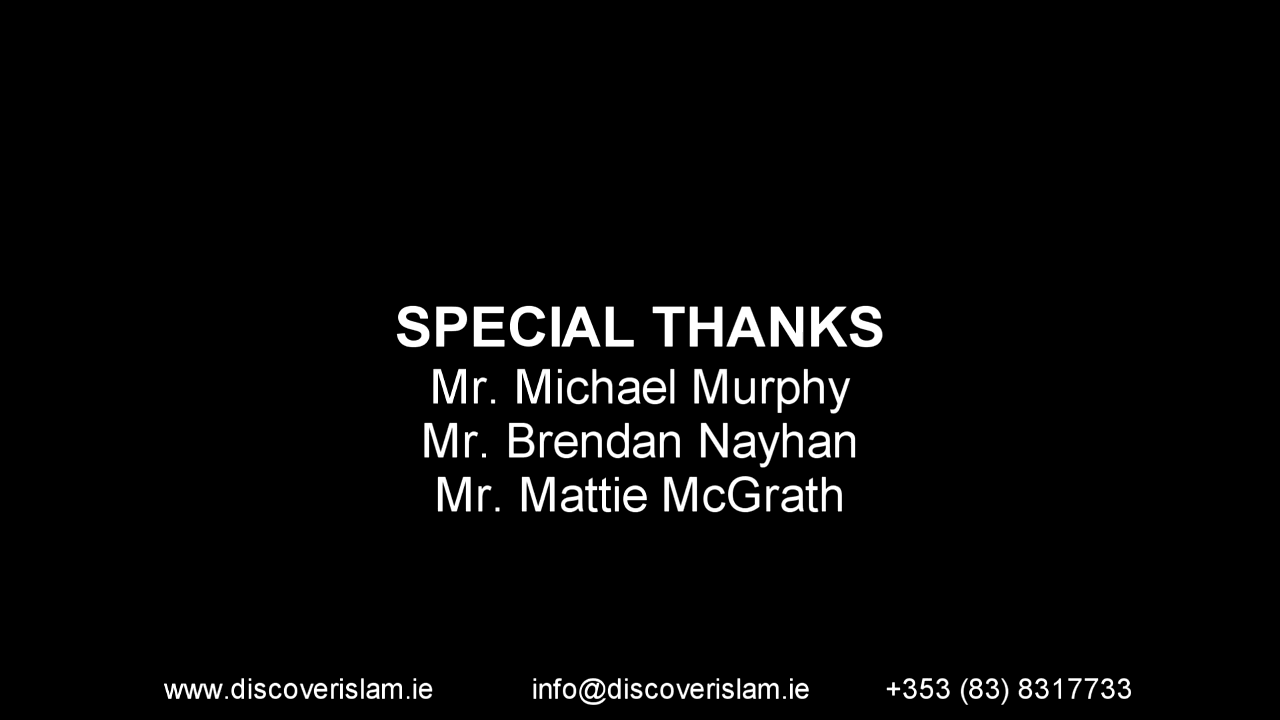 SPECIAL THANKS
Mr. Michael Murphy
Mr. Brendan Nayhan
Mr. Mattie McGrath
www.discoverislam.ie info@discoverislam.ie +353 (83) 8317733